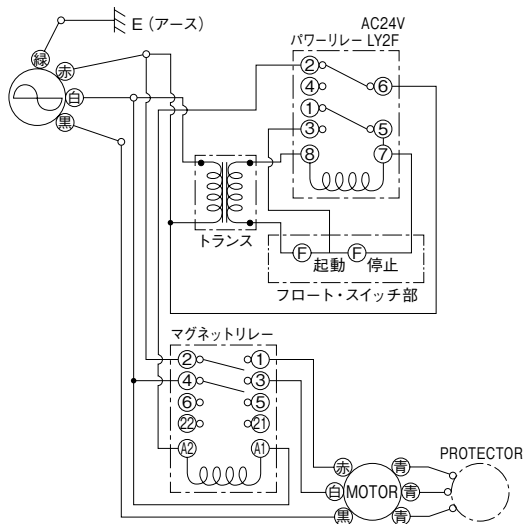 E（アース）
緑
赤
白
黒
AC24V
パワーリレー LY2F
2
4
6
1
3
5
8
7
トランス
F
F
起動
停止
フロート・スイッチ部
マグネットリレー
2
1
4
3
6
5
22
21
A2
A1
赤
白
黒
MOTOR
青
青
青
PROTECTOR